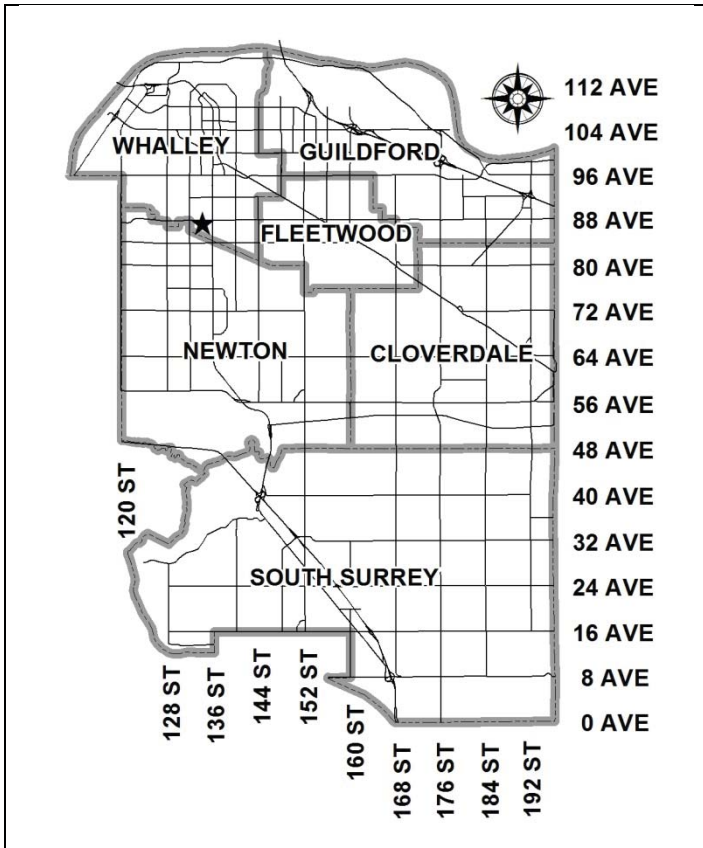 112 AVE
104 AVE
WHALLEY
GUILDFORD
96 AVE
88 AVE
FLEETWOOD
80 AVE
72 AVE
NEWTON
CLOVERDALE
64 AVE
56 AVE
48 AVE
120 ST
40 AVE
32 AVE
SOUTH SURREY
24 AVE
16 AVE
128 ST
136 ST
144 ST
152 ST
8 AVE
160 ST
0 AVE
168 ST
176 ST
184 ST
192 ST